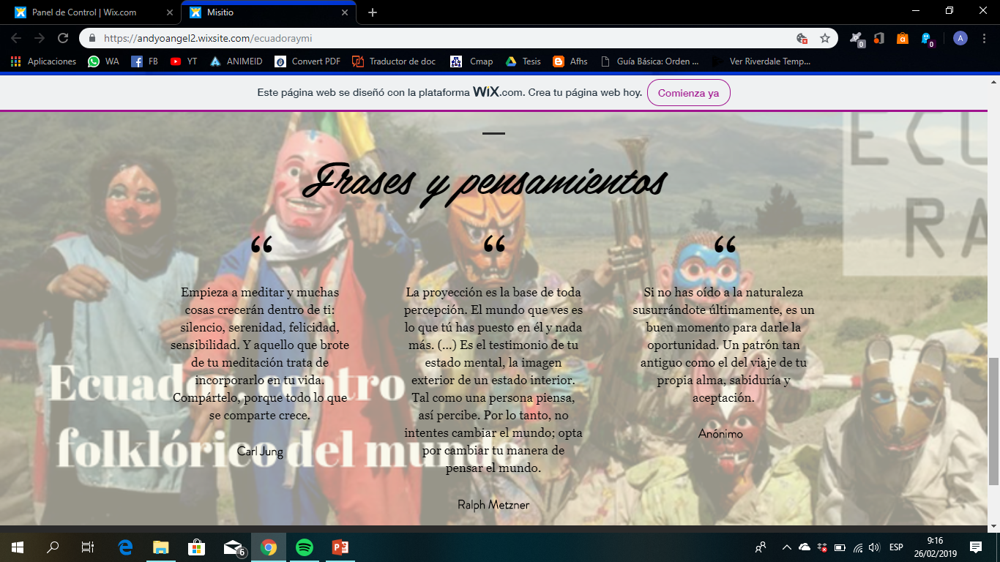 Panel de Control | Wix.com
Misitio
https://andyoangel2.wixsite.com/ecuadoraymi
A
0
0
Aplicaciones
WA
FB
YT
ANIMEID
Convert PDF
Traductor de doc
Cmap
Tesis
Afhs
Guía Básica: Orden ...
Ver Riverdale Temp...
Este página web se diseñó con la plataforma WiX.com. Crea tu página web hoy.
Comienza ya
ECU
RA
Frases y pensamientos
“
Empieza a meditar y muchas
cosas crecerán dentro de ti:
silencio, serenidad, felicidad,
sensibilidad. Y aquello que brote
de tu meditación trata de
incorporarlo en tu vida.
Compártelo, porque todo lo que
se comparte crece.
Carl Jung
“
La proyección es la base de toda
percepción. El mundo que ves es
lo que tú has puesto en él y nada
más. (...) Es el testimonio de tu
estado mental, la imagen
exterior de un estado interior.
Tal como una persona piensa,
así percibe. Por lo tanto, no
intentes cambiar el mundo; opta
por cambiar tu manera de
pensar el mundo.
Ralph Metzner
“
Si no has oído a la naturaleza
susurrándote últimamente, es un
buen momento para darle la
oportunidad. Un patrón tan
antiguo como el del viaje de tu
propia alma, sabiduría y
aceptación.
Anónimo
Ecuador centro
folklórico del mundo
6
ESP
9:16
26/02/2019